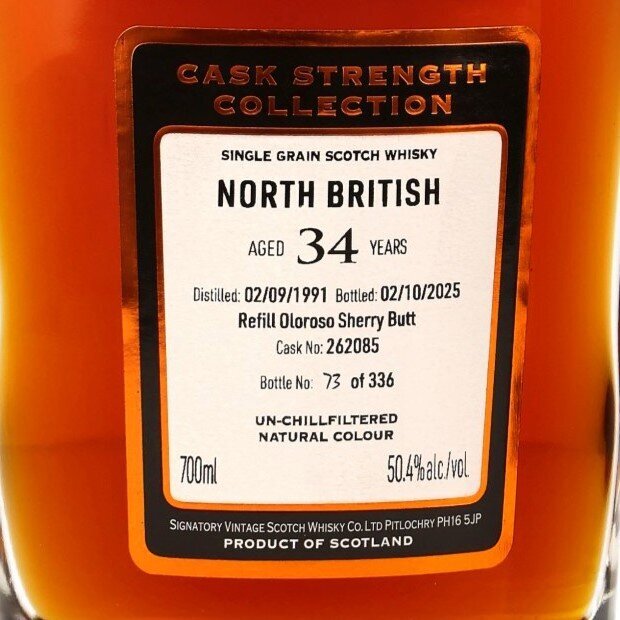 CASK STRENGTH
COLLECTION
SINGLE GRAIN SCOTCH WHISKY
NORTH BRITISH
AGED 34 YEARS
Distilled: 02/09/1991 Bottled: 02/10/2025
Refill Oloroso Sherry Butt
Cask No: 262085
Bottle No: 73 of 336
UN-CHILLFILTERED
NATURAL COLOUR
700ml 50.4%alc./vol.
SIGNATORY VINTAGE SCOTCH WHISKY CO. LTD PITLOCHRY PH16 5JP
PRODUCT OF SCOTLAND